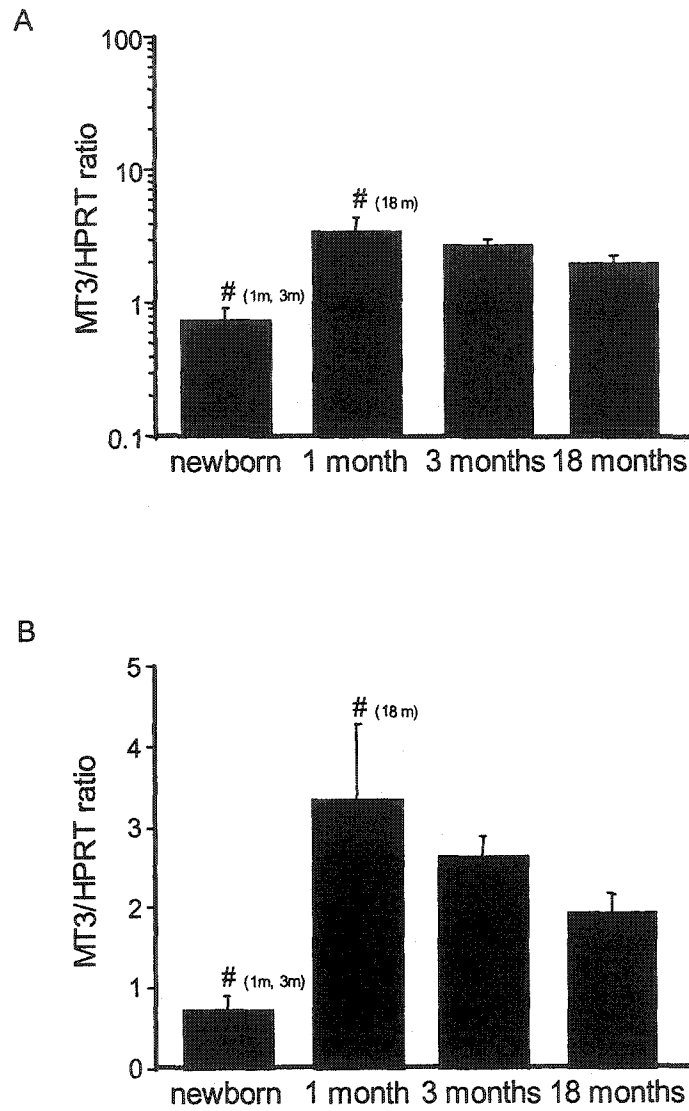 A
MT3/HPRT ratio
100
10
1
0.1
# (18 m)
# (1m, 3m)
newborn 1 month 3 months 18 months
B
MT3/HPRT ratio
5
4
3
2
1
0
# (18 m)
# (1m, 3m)
newborn 1 month 3 months 18 months